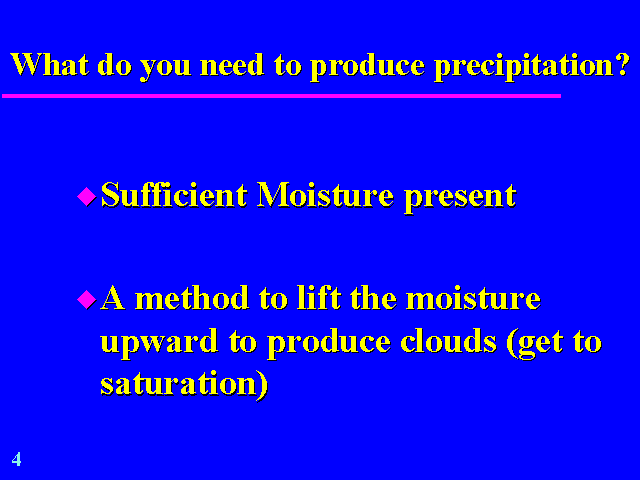 What do you need to produce precipitation?
Sufficient Moisture present
A method to lift the moisture
upward to produce clouds (get to
saturation)
4